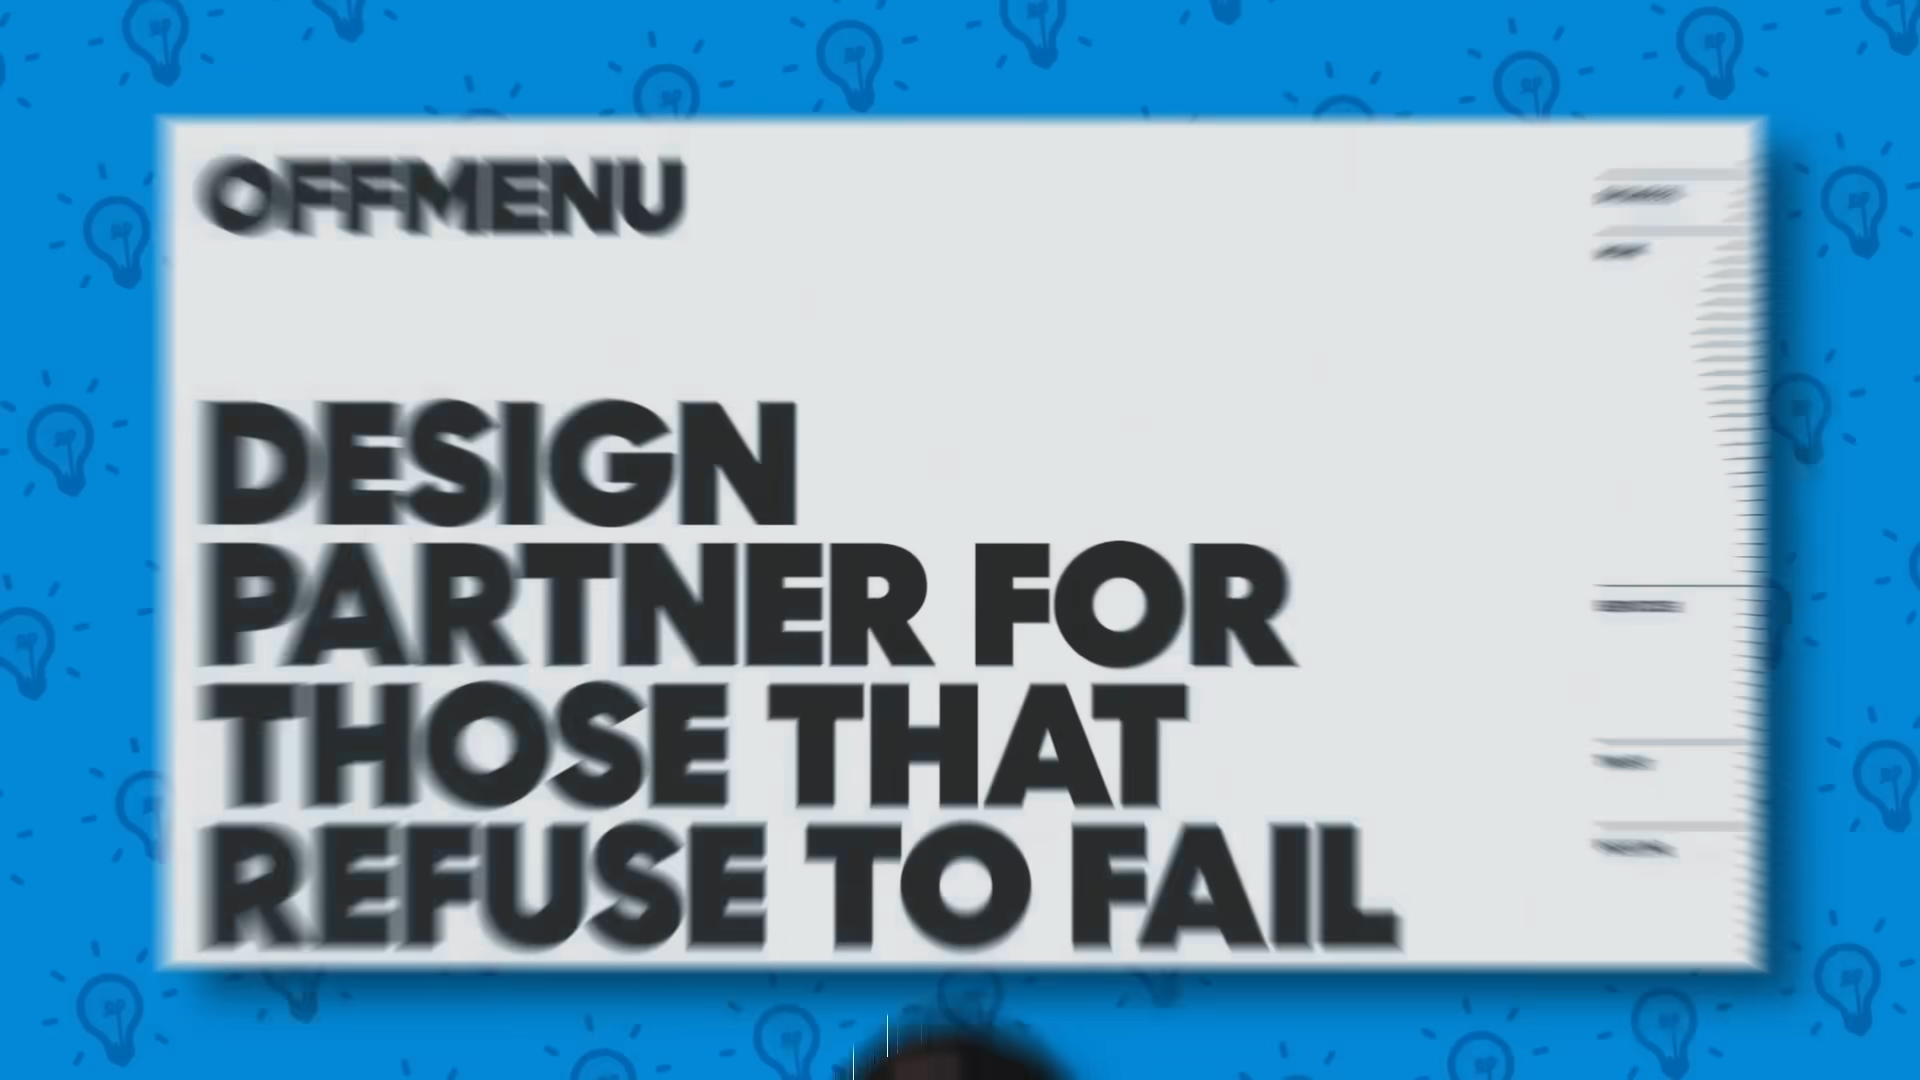 OFFMENU
DESIGN
PARTNER FOR
THOSE THAT
REFUSE TO FAIL